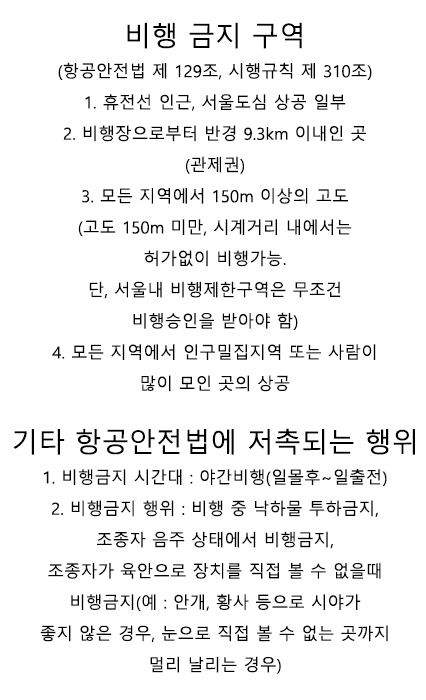 비행 금지 구역
(항공안전법 제 129조, 시행규칙 제 310조)
1. 휴전선 인근, 서울도심 상공 일부
2. 비행장으로부터 반경 9.3km 이내인 곳
(관제권)
3. 모든 지역에서 150m 이상의 고도
(고도 150m 미만, 시계거리 내에서는
허가없이 비행가능.
단, 서울내 비행제한구역은 무조건
비행승인을 받아야 함)
4. 모든 지역에서 인구밀집지역 또는 사람이
많이 모인 곳의 상공
기타 항공안전법에 저촉되는 행위
1. 비행금지 시간대 : 야간비행(일몰후~일출전)
2. 비행금지 행위 : 비행 중 낙하물 투하금지,
조종자 음주 상태에서 비행금지,
조종자가 육안으로 장치를 직접 볼 수 없을때
비행금지(예 : 안개, 황사 등으로 시야가
좋지 않은 경우, 눈으로 직접 볼 수 없는 곳까지
멀리 날리는 경우)